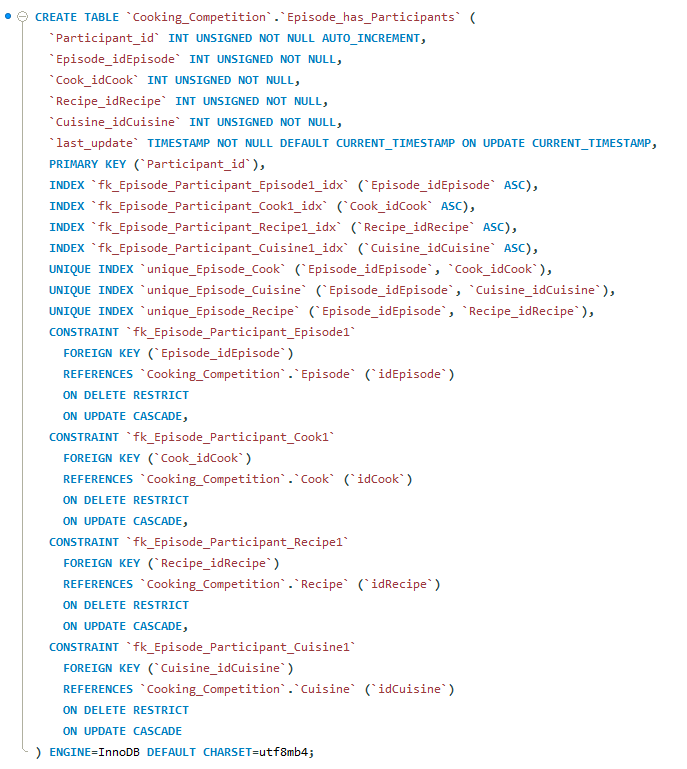 CREATE TABLE `Cooking_Competition`.`Episode_has_Participants` (
`Participant_id` INT UNSIGNED NOT NULL AUTO_INCREMENT,
`Episode_idEpisode` INT UNSIGNED NOT NULL,
`Cook_idCook` INT UNSIGNED NOT NULL,
`Recipe_idRecipe` INT UNSIGNED NOT NULL,
`Cuisine_idCuisine` INT UNSIGNED NOT NULL,
`last_update` TIMESTAMP NOT NULL DEFAULT CURRENT_TIMESTAMP ON UPDATE CURRENT_TIMESTAMP,
PRIMARY KEY (`Participant_id`),
INDEX `fk_Episode_Participant_Episode1_idx` (`Episode_idEpisode` ASC),
INDEX `fk_Episode_Participant_Cook1_idx` (`Cook_idCook` ASC),
INDEX `fk_Episode_Participant_Recipe1_idx` (`Recipe_idRecipe` ASC),
INDEX `fk_Episode_Participant_Cuisine1_idx` (`Cuisine_idCuisine` ASC),
UNIQUE INDEX `unique_Episode_Cook` (`Episode_idEpisode`, `Cook_idCook`),
UNIQUE INDEX `unique_Episode_Cuisine` (`Episode_idEpisode`, `Cuisine_idCuisine`),
UNIQUE INDEX `unique_Episode_Recipe` (`Episode_idEpisode`, `Recipe_idRecipe`),
CONSTRAINT `fk_Episode_Participant_Episode1`
FOREIGN KEY (`Episode_idEpisode`)
REFERENCES `Cooking_Competition`.`Episode` (`idEpisode`)
ON DELETE RESTRICT
ON UPDATE CASCADE,
CONSTRAINT `fk_Episode_Participant_Cook1`
FOREIGN KEY (`Cook_idCook`)
REFERENCES `Cooking_Competition`.`Cook` (`idCook`)
ON DELETE RESTRICT
ON UPDATE CASCADE,
CONSTRAINT `fk_Episode_Participant_Recipe1`
FOREIGN KEY (`Recipe_idRecipe`)
REFERENCES `Cooking_Competition`.`Recipe` (`idRecipe`)
ON DELETE RESTRICT
ON UPDATE CASCADE,
CONSTRAINT `fk_Episode_Participant_Cuisine1`
FOREIGN KEY (`Cuisine_idCuisine`)
REFERENCES `Cooking_Competition`.`Cuisine` (`idCuisine`)
ON DELETE RESTRICT
ON UPDATE CASCADE
) ENGINE=InnoDB DEFAULT CHARSET=utf8mb4;